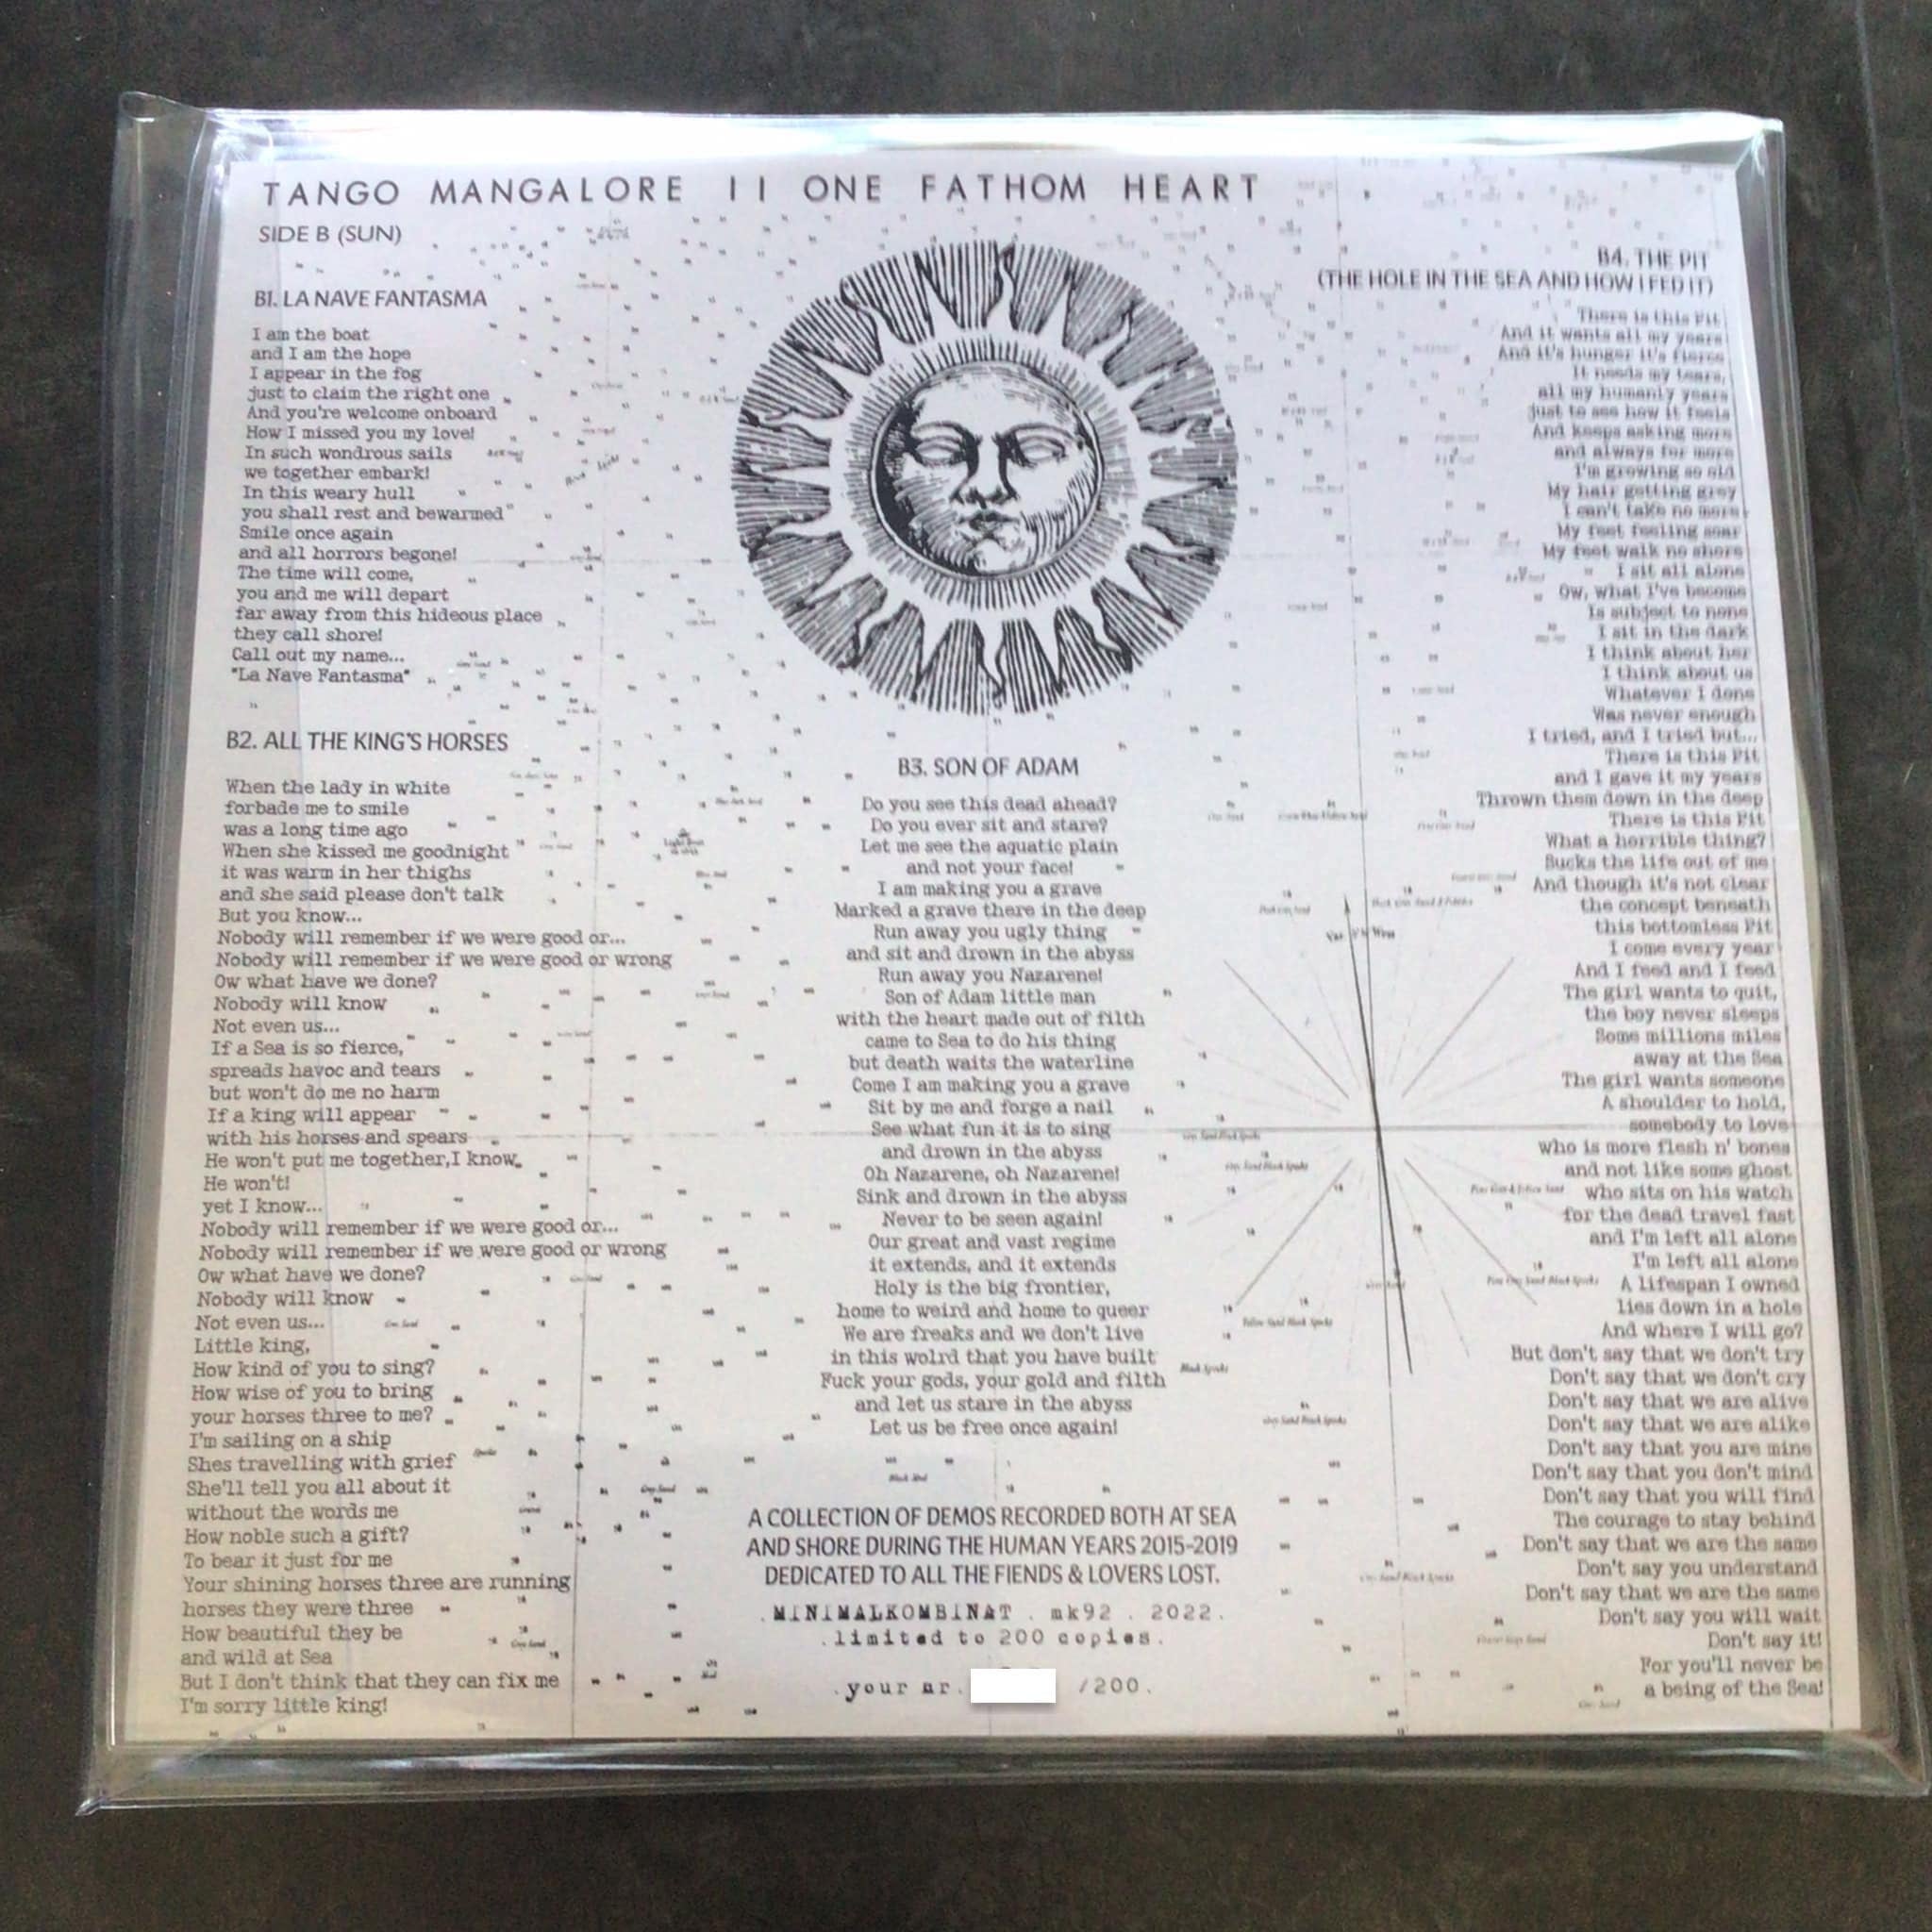 TANGO MANGALORE II ONE FATHOM HEART
SIDE B (SUN)
B1. LA NAVE FANTASMA
I am the boat
and I am the hope
I appear in the fog
just to claim the right one
And you're welcome onboard
How I missed you my love!
In such wondrous sails
we together embark!
In this weary hull
you shall rest and bewarmed
Smile once again
and all horrors begone!
The time will come,
you and me will depart
far away from this hideous place
they call shore!
Call out my name...
"La Nave Fantasma"
B2. ALL THE KING'S HORSES
When the lady in white
forbade me to smile
was a long time ago
When she kissed me goodnight
it was warm in her thighs
and she said please don't talk
But you know...
Nobody will remember if we were good or...
Nobody will remember if we were good or wrong
Ow what have we done?
Nobody will know
Not even us...
If a Sea is so fierce,
spreads havoc and tears
but won't do me no harm
If a king will appear
with his horses and spears
He won't put me together,I know.
He won't!
yet I know...
Nobody will remember if we were good or...
Nobody will remember if we were good or wrong
Ow what have we done?
Nobody will know
Not even us...
Little king,
How kind of you to sing?
How wise of you to bring
your horses three to me?
I'm sailing on a ship
Shes travelling with grief
She'll tell you all about it
without the words me
How noble such a gift?
To bear it just for me
Your shining horses three are running
horses they were three
How beautiful they be
and wild at Sea
But I don't think that they can fix me
I'm sorry little king!
B3. SON OF ADAM
Do you see this dead ahead?
Do you ever sit and stare?
Let me see the aquatic plain
and not your face!
I am making you a grave
Marked a grave there in the deep
Run away you ugly thing
and sit and drown in the abyss
Run away you Nazarene!
Son of Adam little man
with the heart made out of filth
came to Sea to do his thing
but death waits the waterline
Come I am making you a grave
Sit by me and forge a nail
See what fun it is to sing
and drown in the abyss
Oh Nazarene, oh Nazarene!
Sink and drown in the abyss
Never to be seen again!
Our great and vast regime
it extends, and it extends
Holy is the big frontier,
home to weird and home to queer
We are freaks and we don't live
in this wolrd that you have built
Fuck your gods, your gold and filth
and let us stare in the abyss
Let us be free once again!
A COLLECTION OF DEMOS RECORDED BOTH AT SEA
AND SHORE DURING THE HUMAN YEARS 2015-2019
DEDICATED TO ALL THE FIENDS & LOVERS LOST.
.MINIMALKOMBINAT . mk92 . 2022.
.limited to 200 copies.
.your nr. /200.
B4. THE PIT
(THE HOLE IN THE SEA AND HOW I FED IT)
There is this Pit
And it wants all my years
And it's hunger it's fierce
It needs my tears,
all my humanly years
just to see how it feels
And keeps asking more
and always for more
I'm growing so old
My hair getting grey
I can't take no more
My feet feeling soar
My feet walk no shore
I sit all alone
Ow, what I've become
Is subject to none
I sit in the dark
I think about her
I think about us
Whatever I done
Was never enough
I tried, and I tried but...
There is this Pit
and I gave it my years
Thrown them down in the deep
There is this Pit
What a horrible thing?
Sucks the life out of me
And though it's not clear
the concept beneath
this bottomless Pit
I come every year
And I feed and I feed
The girl wants to quit,
the boy never sleeps
Some millions miles
away at the Sea
The girl wants someone
A shoulder to hold,
somebody to love
who is more flesh n' bones
and not like some ghost
who sits on his watch
for the dead travel fast
and I'm left all alone
I'm left all alone
A lifespan I owned
lies down in a hole
And where I will go?
But don't say that we don't try
Don't say that we don't cry
Don't say that we are alive
Don't say that we are alike
Don't say that you are mine
Don't say that you don't mind
Don't say that you will find
The courage to stay behind
Don't say that we are the same
Don't say you understand
Don't say that we are the same
Don't say you will wait
Don't say it!
For you'll never be
a being of the Sea!